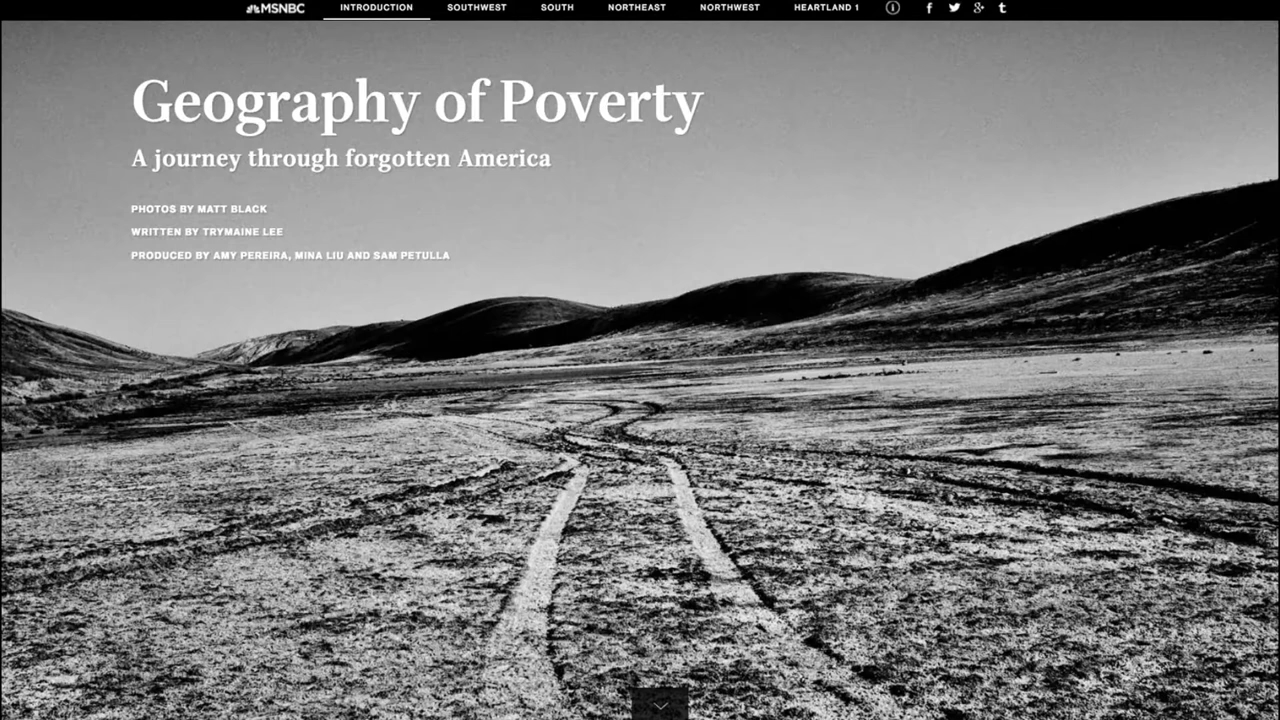 MSNBC INTRODUCTION SOUTHWEST SOUTH NORTHEAST NORTHWEST HEARTLAND 1
Geography of Poverty
A journey through forgotten America
PHOTOS BY MATT BLACK
WRITTEN BY TRYMAINE LEE
PRODUCED BY AMY PEREIRA, MINA LIU AND SAM PETULLA